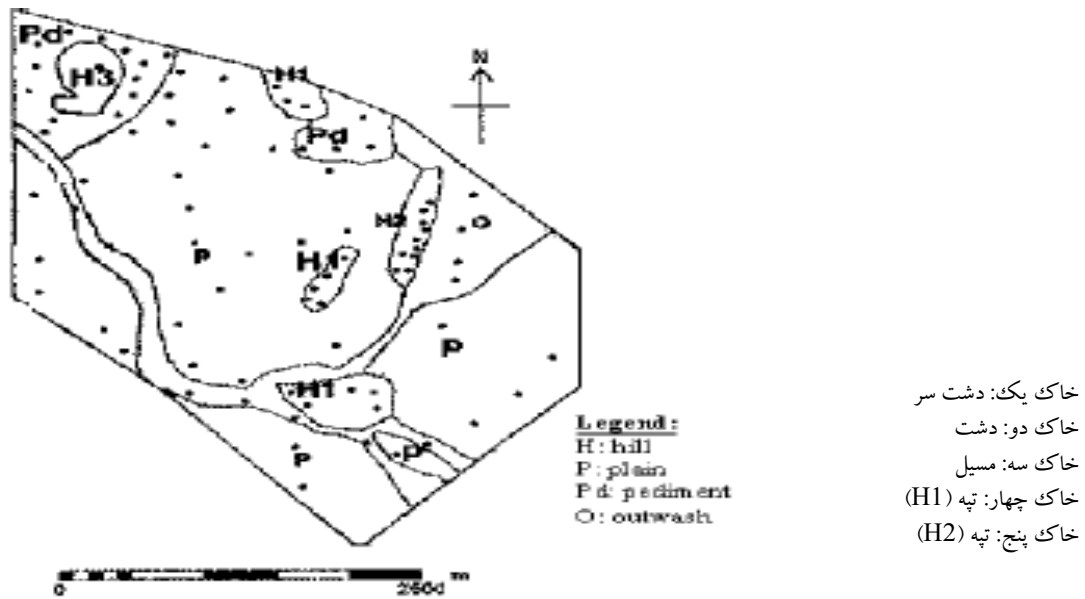 Pd
H3
H1
N
Pd
H2
O
P
H1
P
H1
P
P
Legend:
H: hill
P: plain
Pd: pediment
O: outwash
0 2500 m
خاک یک: دشت سر
خاک دو: دشت
خاک سه: مسیل
خاک چهار: تپه (H1)
خاک پنج: تپه (H2)